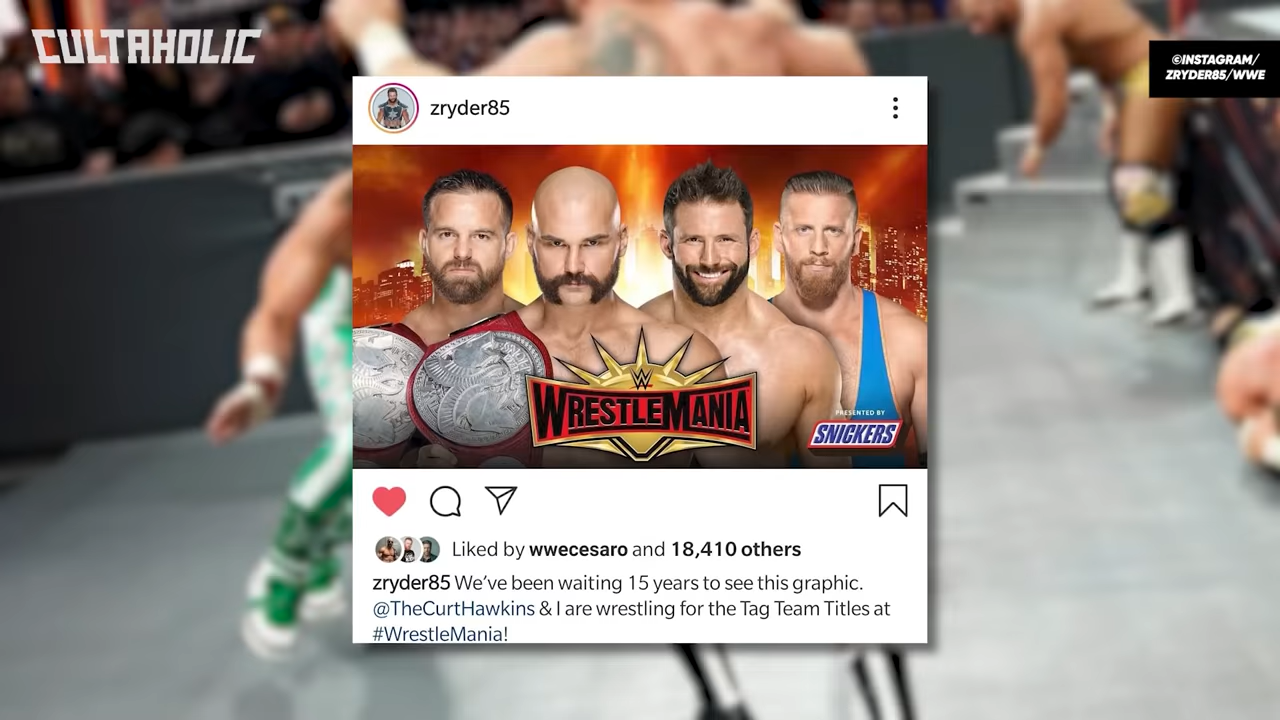 CULTAHOLIC
©INSTAGRAM/
ZRYDER85/WWE
zryder85
W
WRESTLEMANIA
PRESENTED BY
SNICKERS
Liked by wwecesaro and 18,410 others
zryder85 We've been waiting 15 years to see this graphic.
@TheCurtHawkins & I are wrestling for the Tag Team Titles at
#WrestleMania!